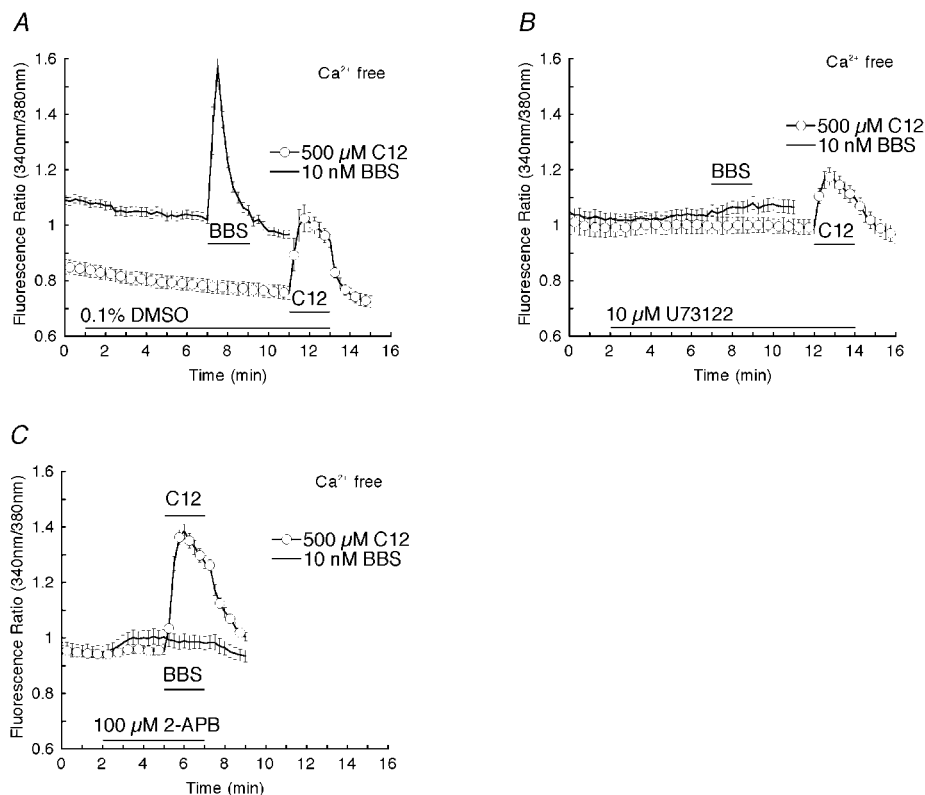 A
Fluorescence Ratio (340nm/380nm)
1.6
1.4
1.2
1
0.8
0.6
Ca²⁺ free
500 µM C12
10 nM BBS
BBS
C12
0.1% DMSO
0 2 4 6 8 10 12 14 16
Time (min)
B
Fluorescence Ratio (340nm/380nm)
1.6
1.4
1.2
1.0
0.8
0.6
Ca²⁺ free
500 µM C12
10 nM BBS
BBS
C12
10 µM U73122
0 2 4 6 8 10 12 14 16
Time (min)
C
Fluorescence Ratio (340nm/380nm)
1.6
1.4
1.2
1
0.8
0.6
Ca²⁺ free
C12
500 µM C12
10 nM BBS
BBS
100 µM 2-APB
0 2 4 6 8 10 12 14 16
Time (min)